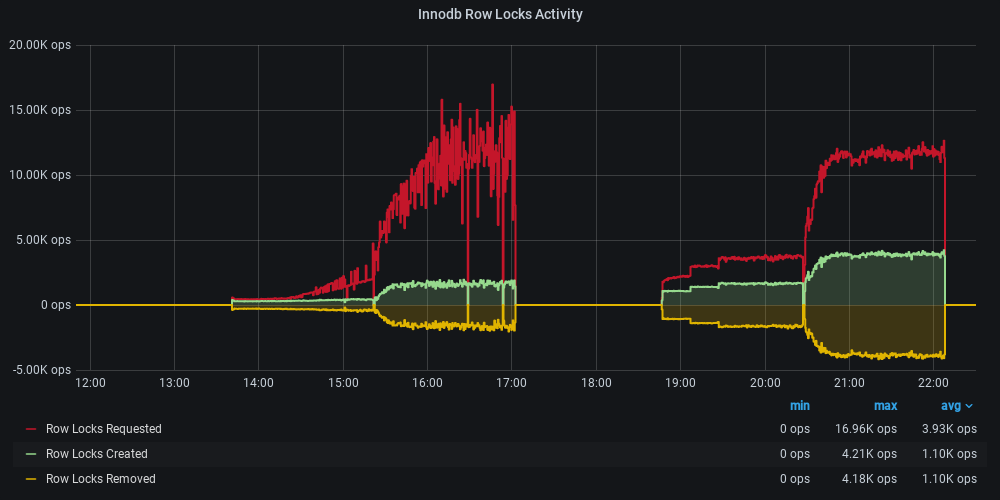 Innodb Row Locks Activity
20.00K ops
15.00K ops
10.00K ops
5.00K ops
0 ops
-5.00K ops
12:00 13:00 14:00 15:00 16:00 17:00 18:00 19:00 20:00 21:00 22:00
min max avg
Row Locks Requested 0 ops 16.96K ops 3.93K ops
Row Locks Created 0 ops 4.21K ops 1.10K ops
Row Locks Removed 0 ops 4.18K ops 1.10K ops